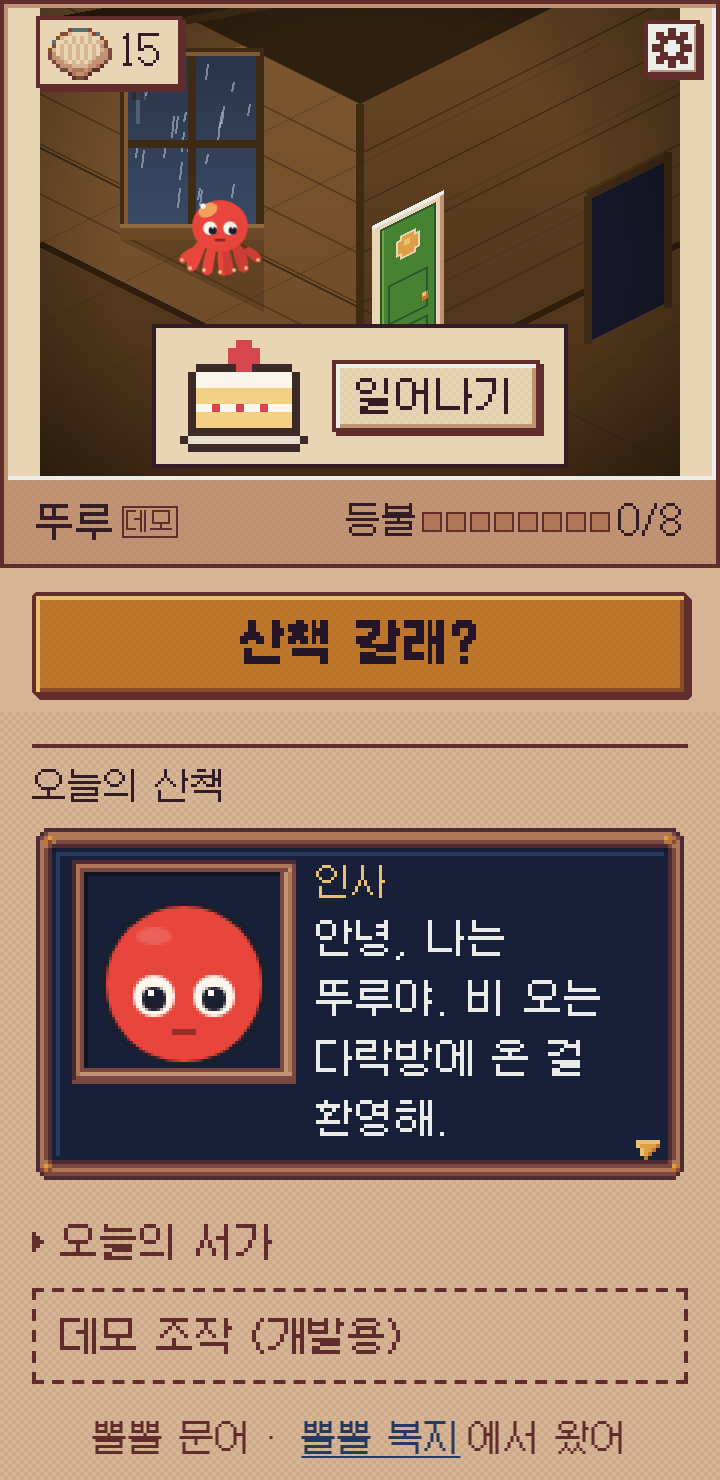 15
일어나기
뚜루 데모
등불 0/8
산책 갈래?
오늘의 산책
인사
안녕, 나는
뚜루야. 비 오는
다락방에 온 걸
환영해.
오늘의 서가
데모 조작 (개발용)
뽈뽈 문어 · 뽈뽈 복지에서 왔어